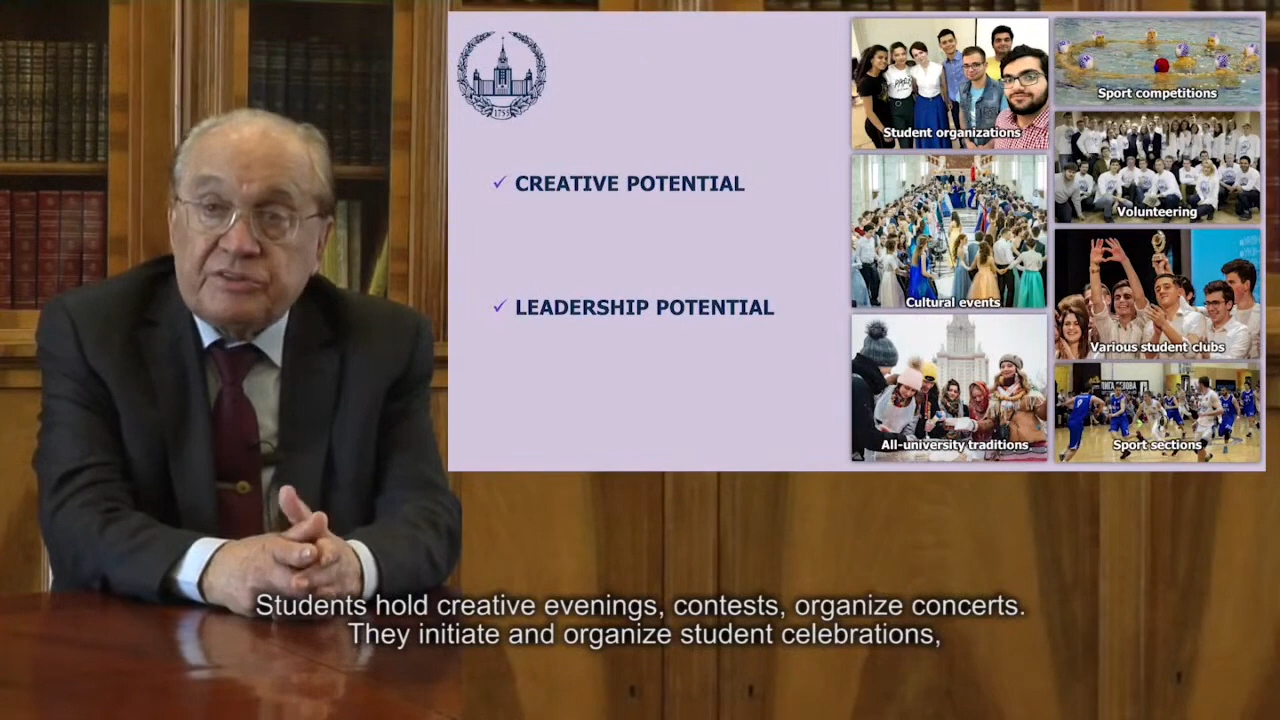 1755
CREATIVE POTENTIAL
LEADERSHIP POTENTIAL
Student organizations
Sport competitions
Volunteering
Cultural events
Various student clubs
All-university traditions
Sport sections
Students hold creative evenings, contests, organize concerts.
They initiate and organize student celebrations,